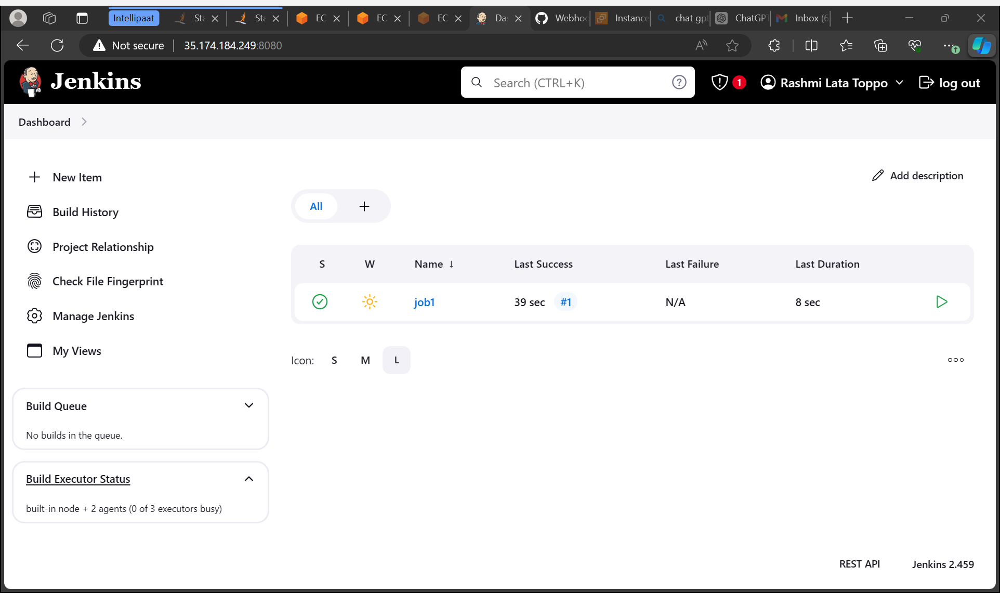 Intellipaat Sta Sta EC EC EC Da Webhoc Instance chat gpt ChatGPT Inbox (6
Not secure 35.174.184.249:8080
Jenkins Search (CTRL+K) 1 Rashmi Lata Toppo log out
Dashboard
New Item
Build History
Project Relationship
Check File Fingerprint
Manage Jenkins
My Views
Build Queue
No builds in the queue.
Build Executor Status
built-in node + 2 agents (0 of 3 executors busy)
Add description
All +
S W Name ↓ Last Success Last Failure Last Duration
job1 39 sec #1 N/A 8 sec
Icon: S M L
REST API Jenkins 2.459